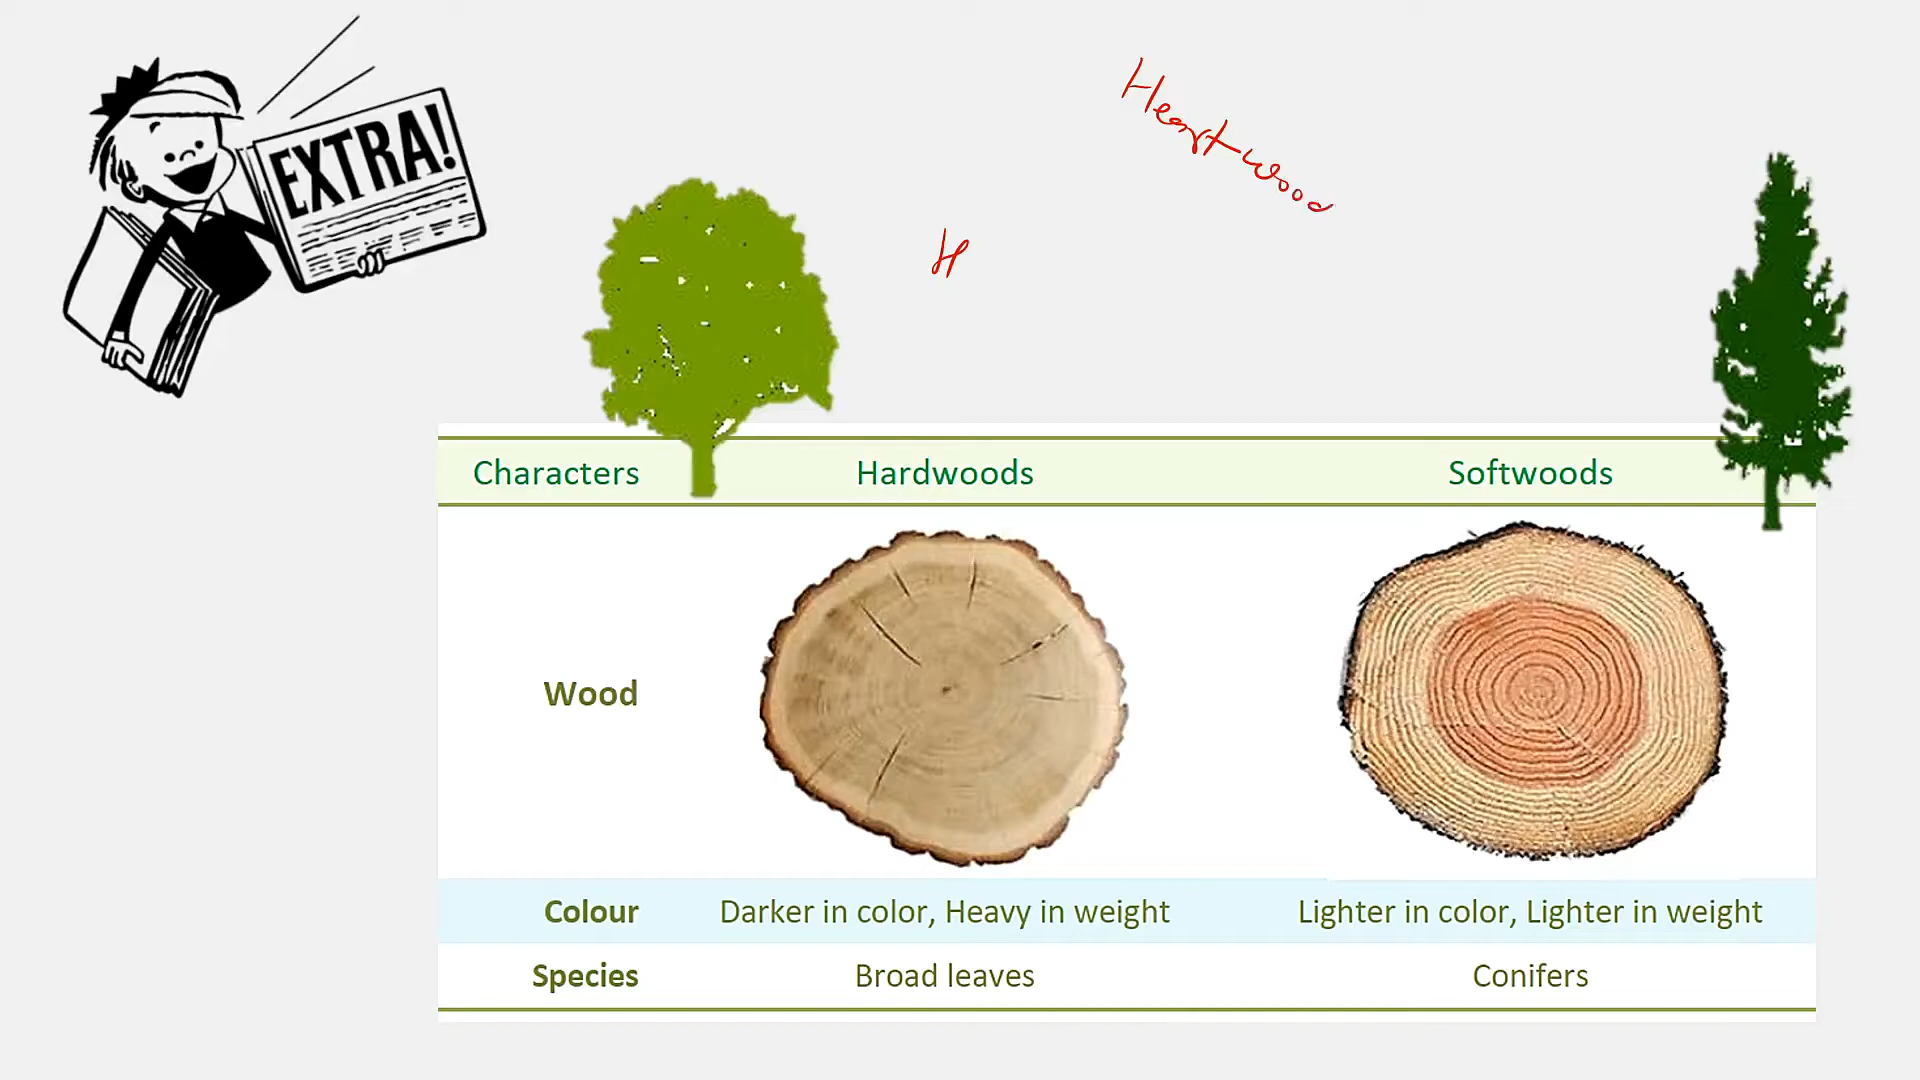 EXTRA!
Heartwood
H
Characters Hardwoods Softwoods
Wood
Colour Darker in color, Heavy in weight Lighter in color, Lighter in weight
Species Broad leaves Conifers